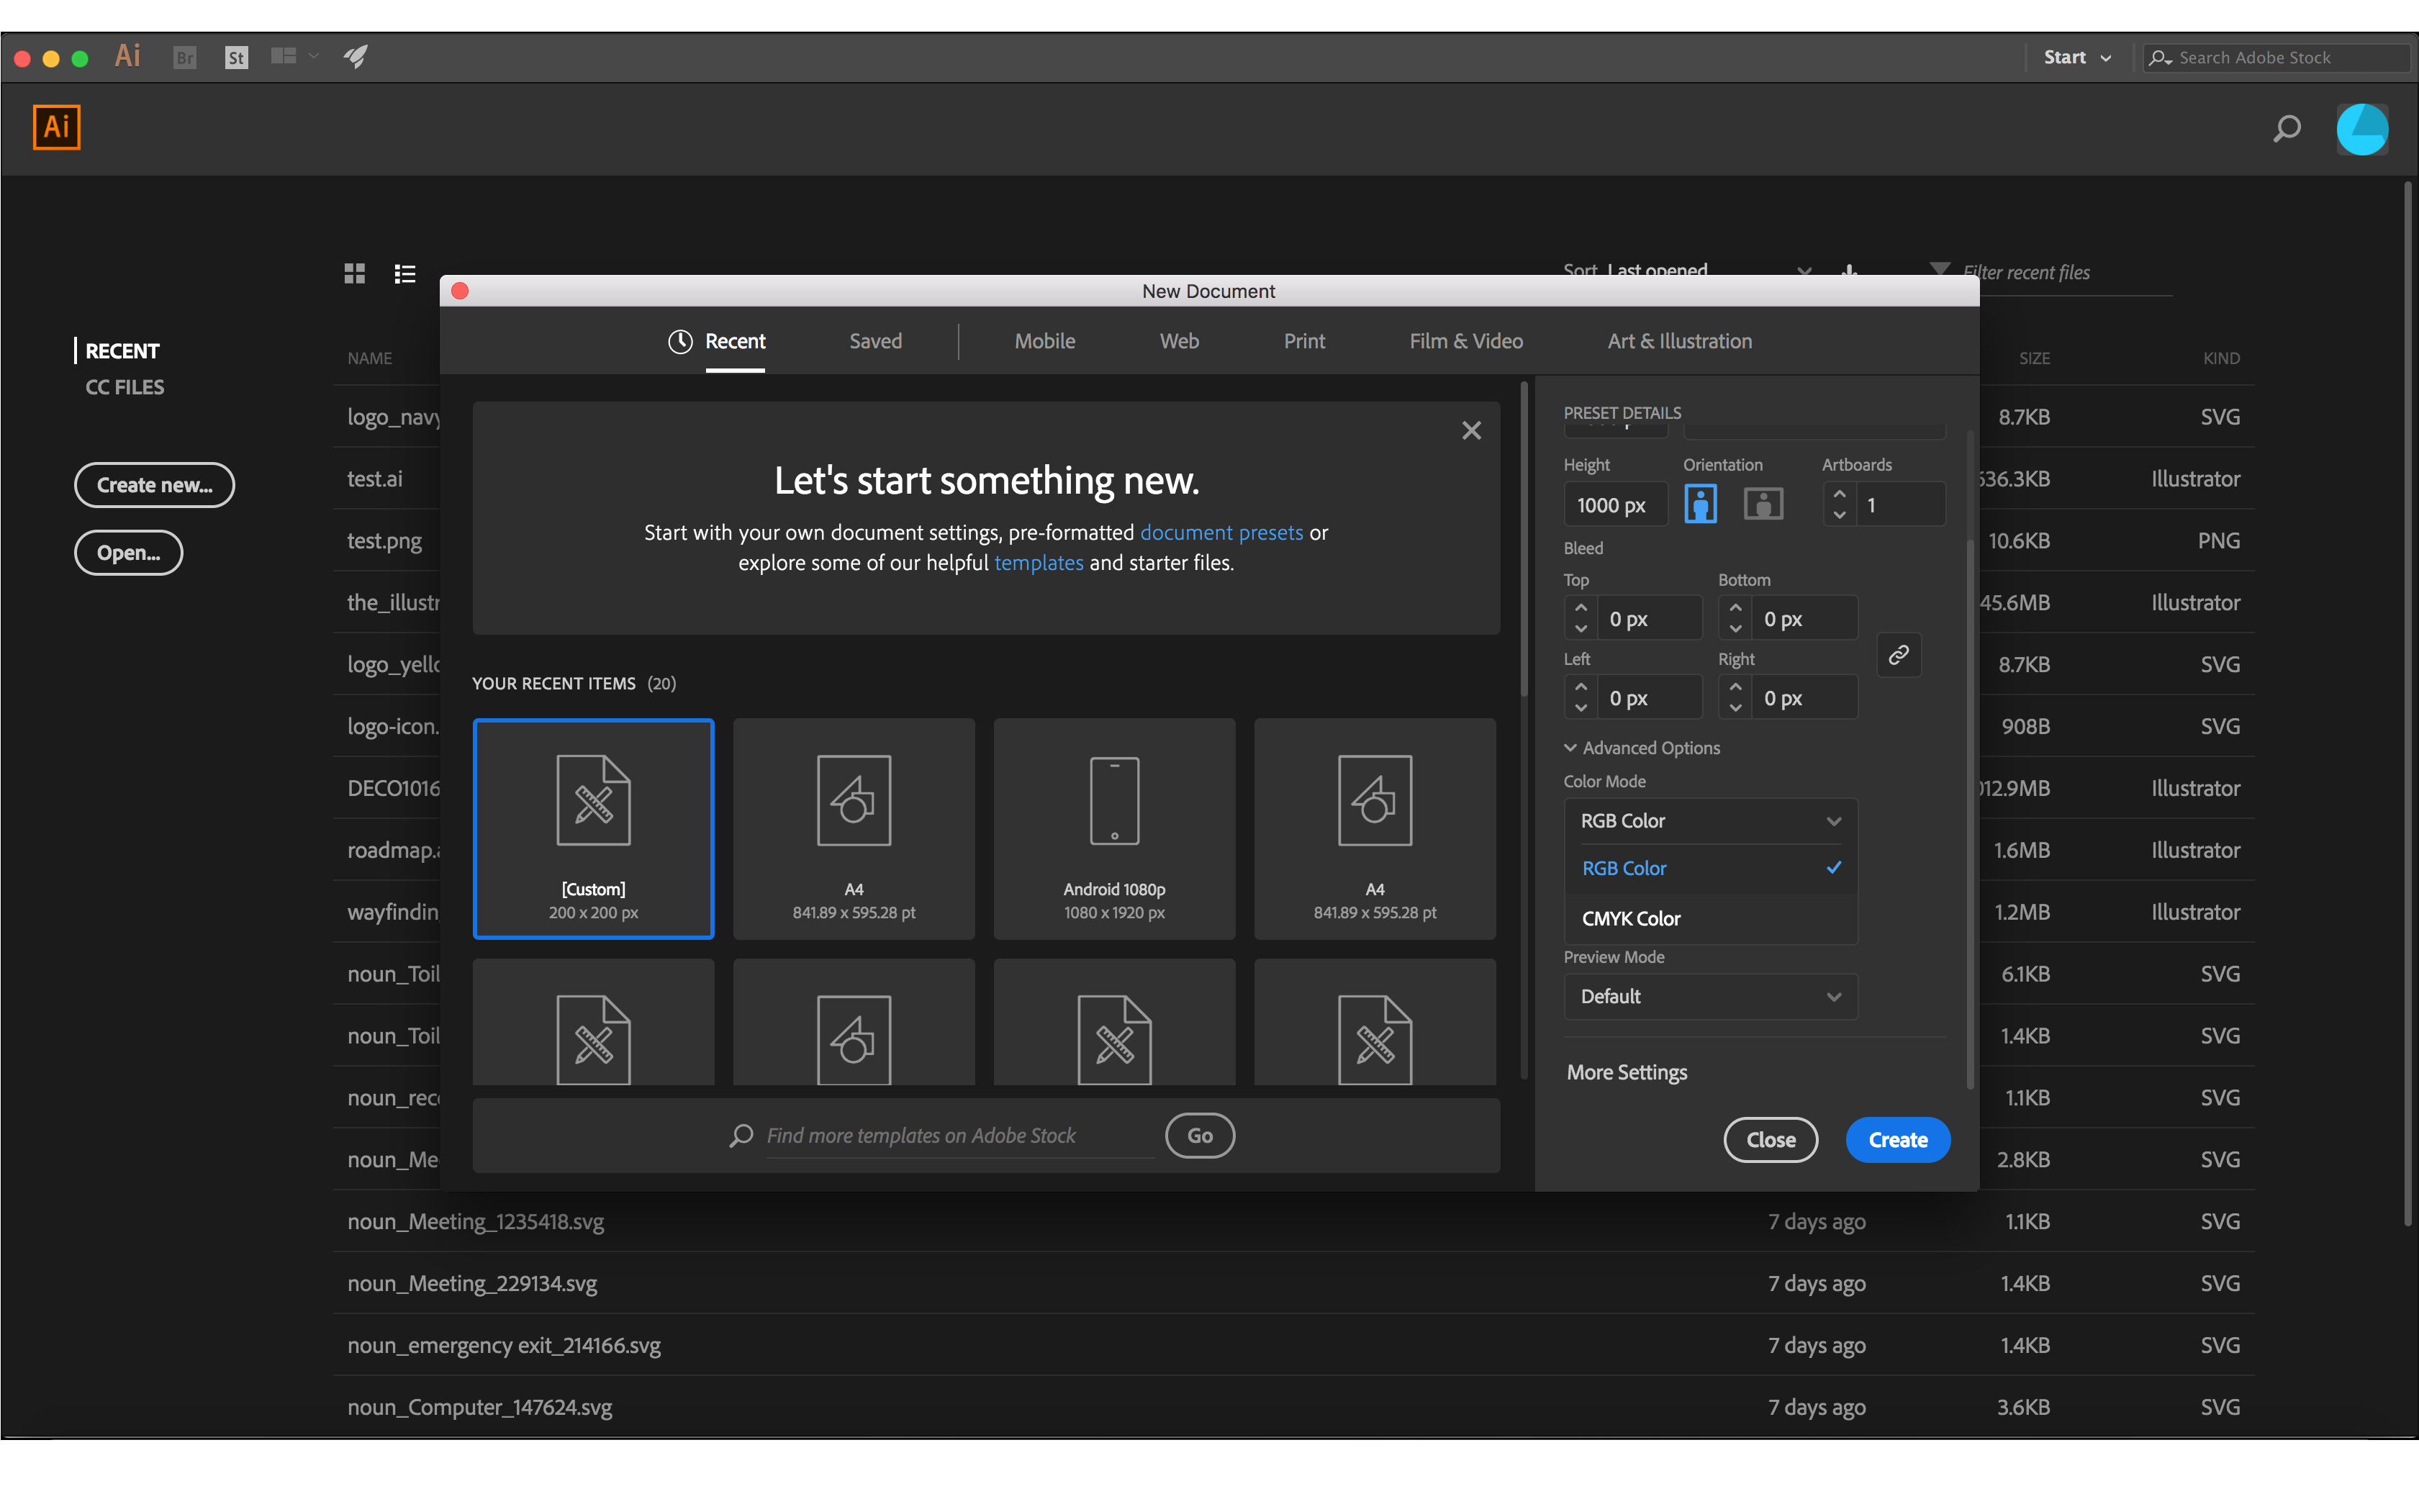 Ai Br St Start Search Adobe Stock
Ai
Sort Last opened Filter recent files
New Document
Recent Saved Mobile Web Print Film & Video Art & Illustration
RECENT
CC FILES
Create new...
Open...
NAME SIZE KIND
logo_navy 8.7KB SVG
test.ai 636.3KB Illustrator
test.png 10.6KB PNG
the_illustr 45.6MB Illustrator
logo_yello 8.7KB SVG
logo-icon. 908B SVG
DECO1016 12.9MB Illustrator
roadmap.a 1.6MB Illustrator
wayfindin 1.2MB Illustrator
noun_Toil 6.1KB SVG
noun_Toil 1.4KB SVG
noun_reco 1.1KB SVG
noun_Me 2.8KB SVG
noun_Meeting_1235418.svg 7 days ago 1.1KB SVG
noun_Meeting_229134.svg 7 days ago 1.4KB SVG
noun_emergency exit_214166.svg 7 days ago 1.4KB SVG
noun_Computer_147624.svg 7 days ago 3.6KB SVG
Let's start something new.
Start with your own document settings, pre-formatted document presets or
explore some of our helpful templates and starter files.
YOUR RECENT ITEMS (20)
[Custom] A4 Android 1080p A4
200 x 200 px 841.89 x 595.28 pt 1080 x 1920 px 841.89 x 595.28 pt
Find more templates on Adobe Stock Go
PRESET DETAILS
Height Orientation Artboards
1000 px 1
Bleed
Top Bottom
0 px 0 px
Left Right
0 px 0 px
Advanced Options
Color Mode
RGB Color
RGB Color
CMYK Color
Preview Mode
Default
More Settings
Close Create